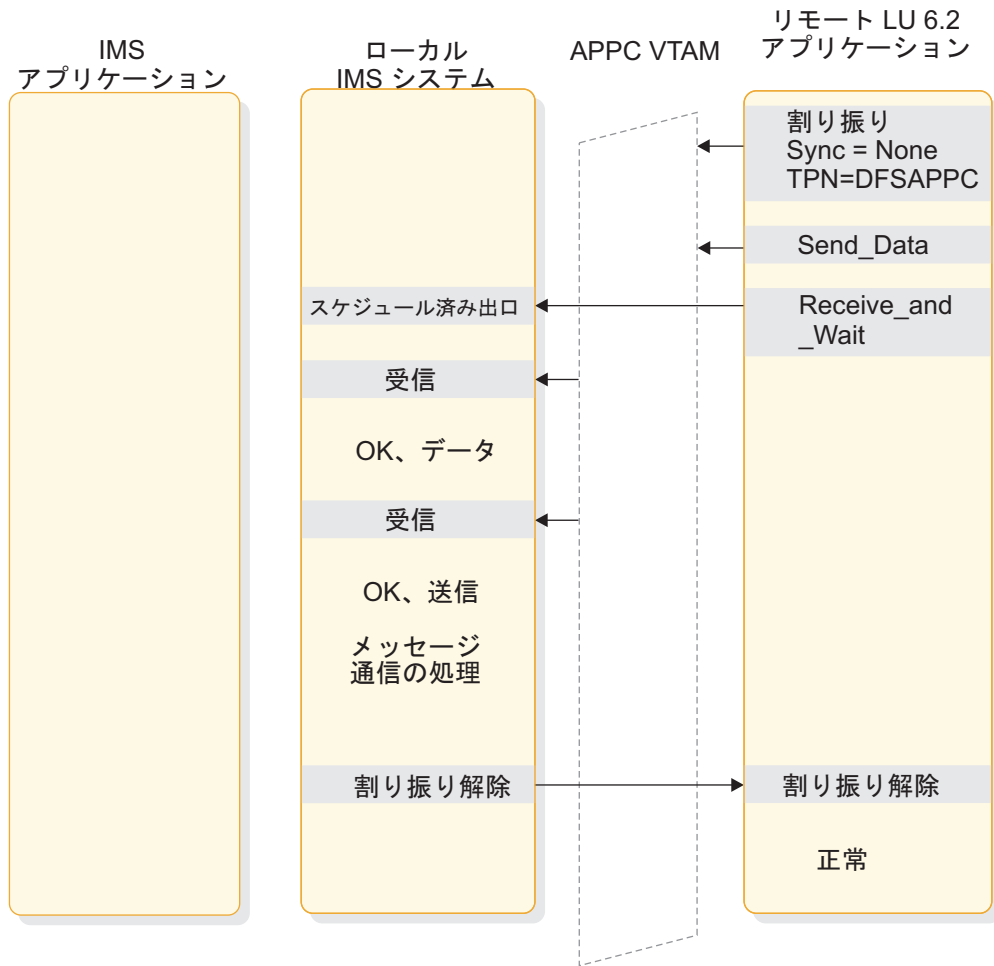 IMS
アプリケーション
ローカル
IMS システム
APPC VTAM
リモート LU 6.2
アプリケーション
割り振り
Sync = None
TPN=DFSAPPC
Send_Data
スケジュール済み出口
Receive_and
_Wait
受信
OK、データ
受信
OK、送信
メッセージ
通信の処理
割り振り解除
割り振り解除
正常